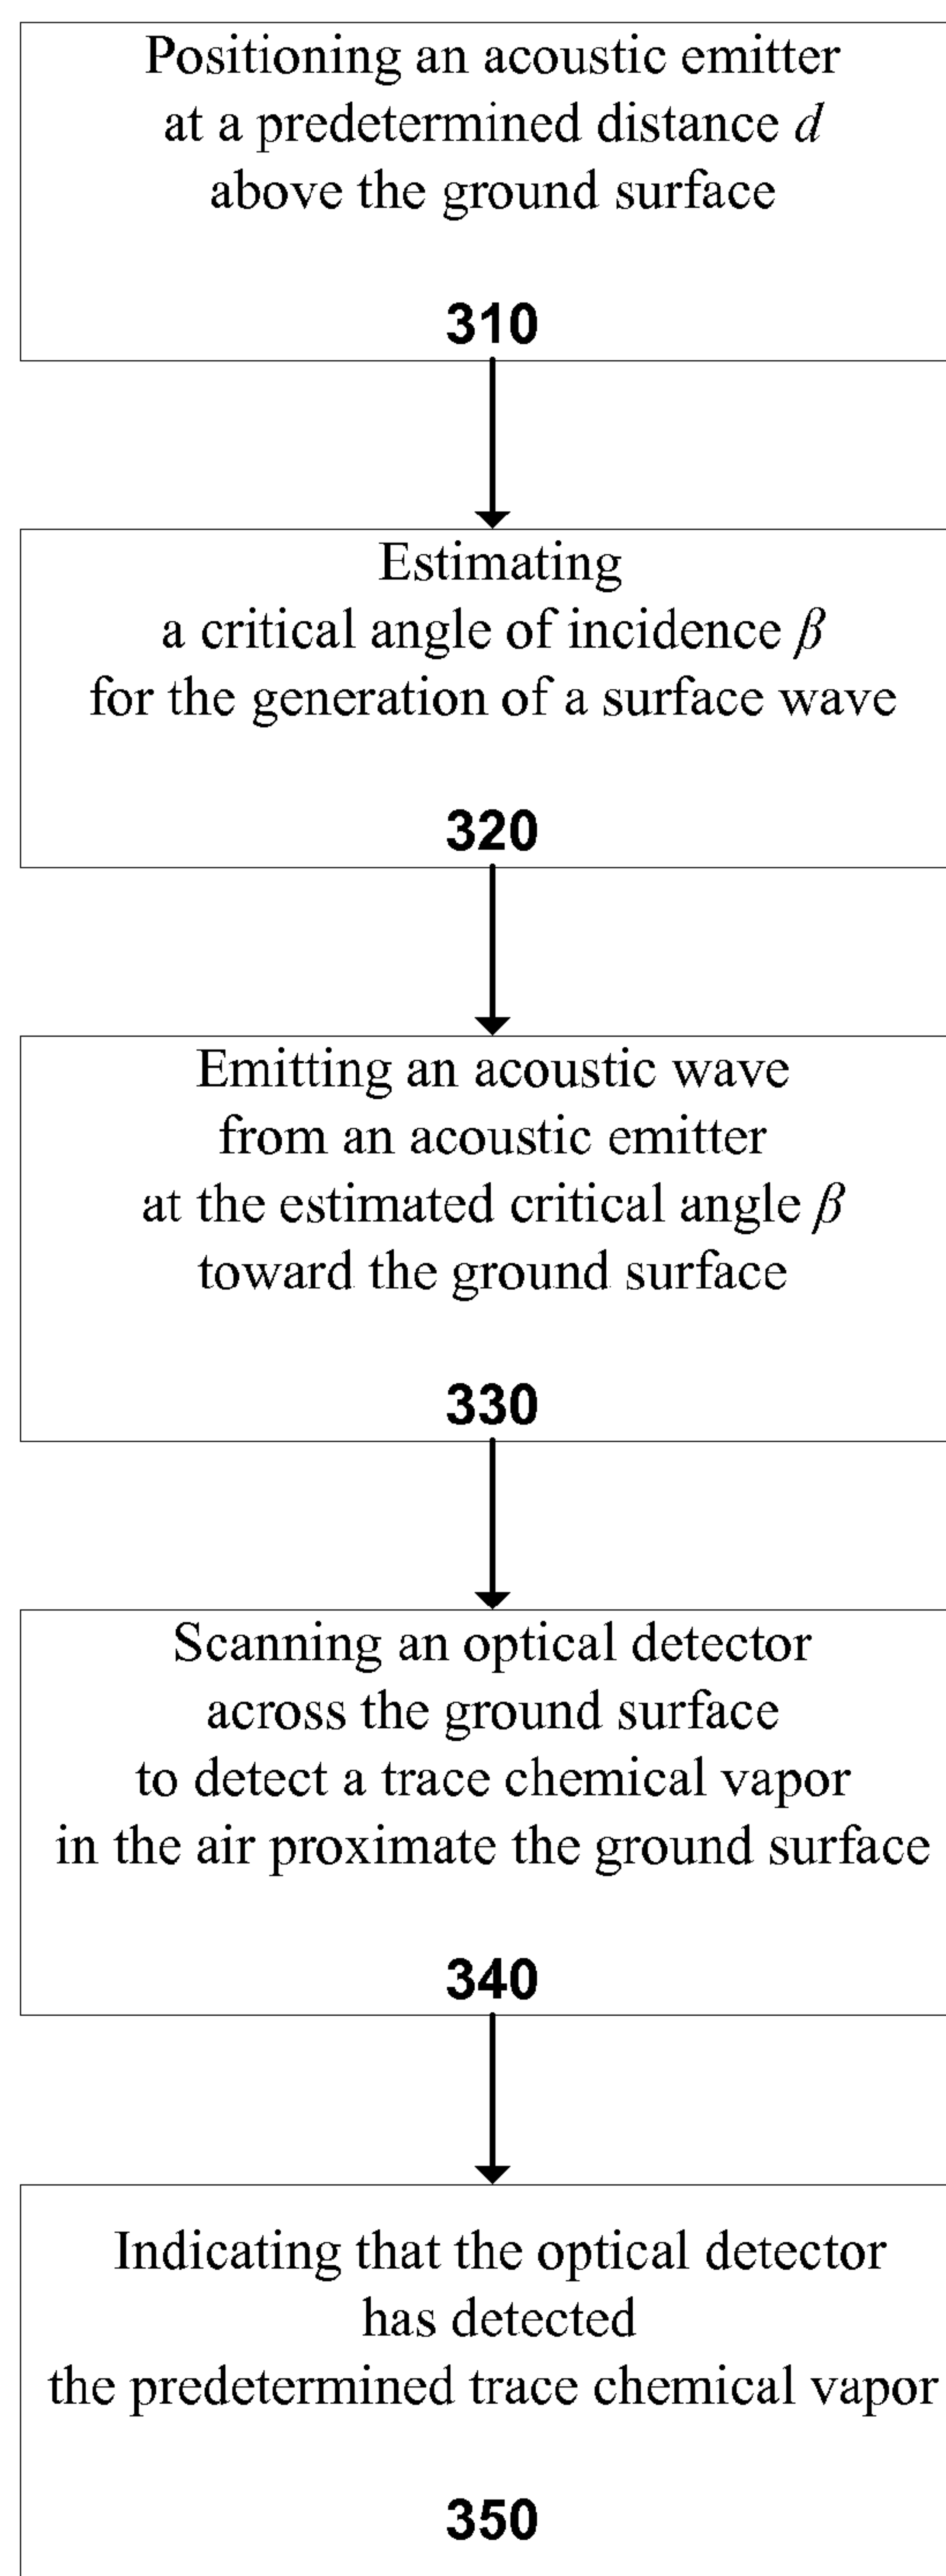 Positioning an acoustic emitter
at a predetermined distance d
above the ground surface
310
Estimating
a critical angle of incidence β
for the generation of a surface wave
320
Emitting an acoustic wave
from an acoustic emitter
at the estimated critical angle β
toward the ground surface
330
Scanning an optical detector
across the ground surface
to detect a trace chemical vapor
in the air proximate the ground surface
340
Indicating that the optical detector
has detected
the predetermined trace chemical vapor
350